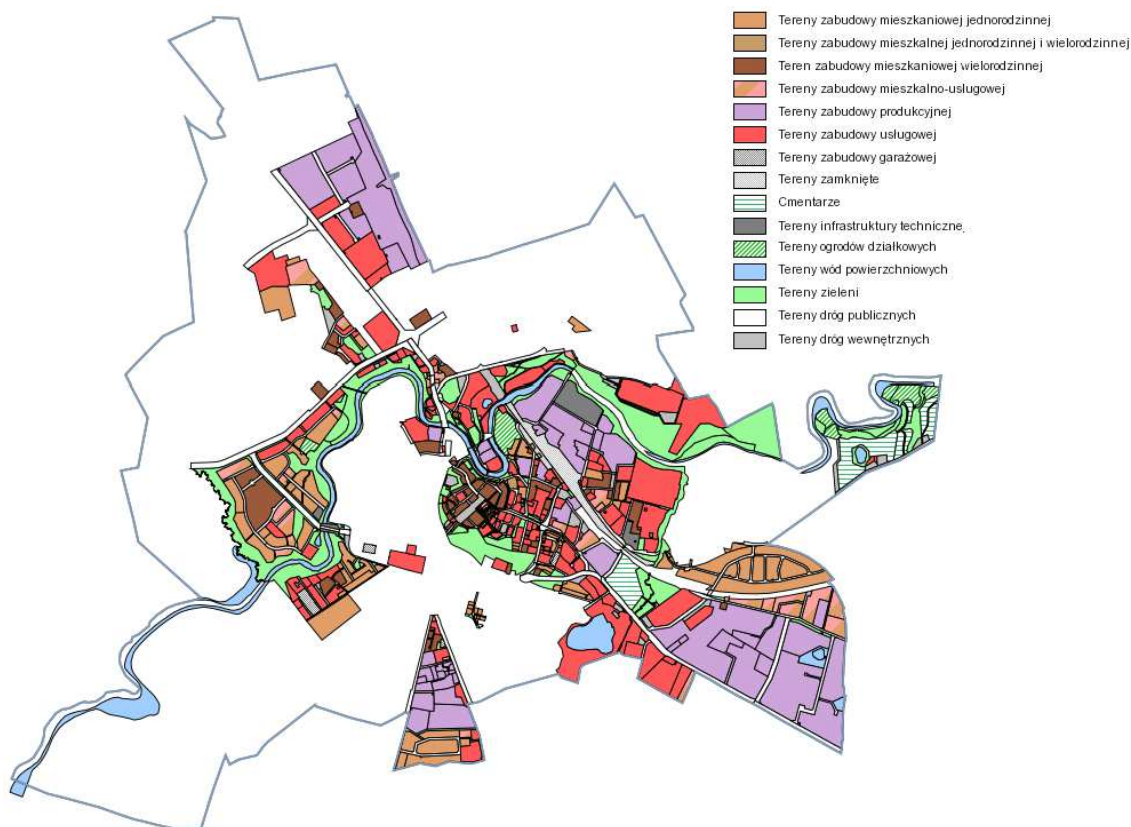 Tereny zabudowy mieszkaniowej jednorodzinnej
Tereny zabudowy mieszkalnej jednorodzinnej i wielorodzinnej
Teren zabudowy mieszkaniowej wielorodzinnej
Tereny zabudowy mieszkalno-usługowej
Tereny zabudowy produkcyjnej
Tereny zabudowy usługowej
Tereny zabudowy garażowej
Tereny zamknięte
Cmentarze
Tereny infrastruktury techniczne
Tereny ogrodów działkowych
Tereny wód powierzchniowych
Tereny zieleni
Tereny dróg publicznych
Tereny dróg wewnętrznych